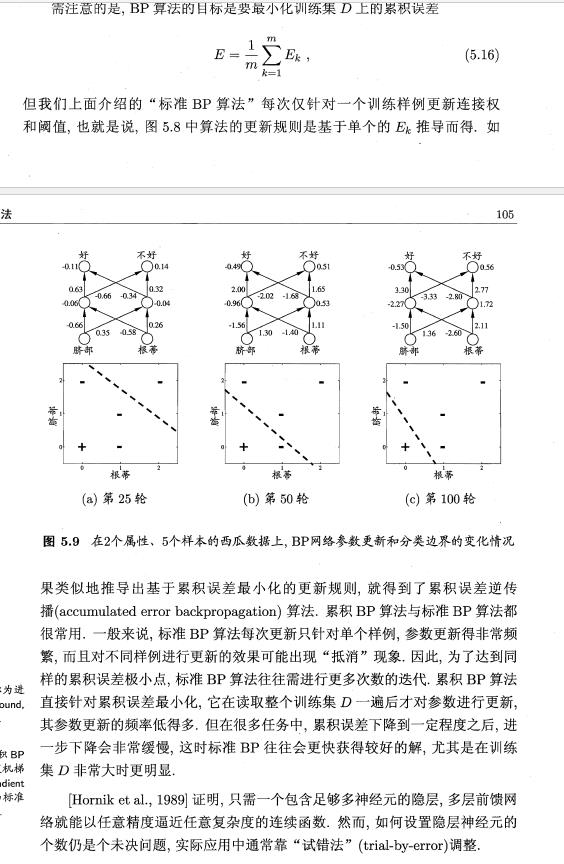 需注意的是, BP 算法的目标是要最小化训练集 D 上的累积误差
E = \frac{1}{m} \sum_{k=1}^{m} E_k ,
(5.16)
但我们上面介绍的“标准 BP 算法”每次仅针对一个训练样例更新连接权
和阈值, 也就是说, 图 5.8 中算法的更新规则是基于单个的 E_k 推导而得. 如
法
105
好 不好
-0.11 0.14
0.63 -0.66 -0.34 0.32
-0.06 -0.04
-0.66 0.35 -0.58 0.26
脐部 根蒂
好 不好
-0.49 0.51
2.00 -2.02 -1.68 1.65
-0.96 0.53
-1.56 1.30 -1.40 1.11
脐部 根蒂
好 不好
-0.53 0.56
3.30 -3.33 -2.80 2.77
-2.27 1.72
-1.50 1.36 -2.60 2.11
脐部 根蒂
2
1
0
脐部
0 1 2
根蒂
2
1
0
脐部
0 1 2
根蒂
2
1
0
脐部
0 1 2
根蒂
(a) 第 25 轮
(b) 第 50 轮
(c) 第 100 轮
图 5.9 在2个属性、5个样本的西瓜数据上, BP网络参数更新和分类边界的变化情况
果类似地推导出基于累积误差最小化的更新规则, 就得到了累积误差逆传
播(accumulated error backpropagation) 算法. 累积 BP 算法与标准 BP 算法都
很常用. 一般来说, 标准 BP 算法每次更新只针对单个样例, 参数更新得非常频
繁, 而且对不同样例进行更新的效果可能出现“抵消”现象. 因此, 为了达到同
样的累积误差极小点, 标准 BP 算法往往需进行更多次数的迭代. 累积 BP 算法
直接针对累积误差最小化, 它在读取整个训练集 D 一遍后才对参数进行更新,
其参数更新的频率低得多. 但在很多任务中, 累积误差下降到一定程度之后, 进
一步下降会非常缓慢, 这时标准 BP 往往会更快获得较好的解, 尤其是在训练
集 D 非常大时更明显.
为进
ound,
积 BP
机梯
dient
标准
[Hornik et al., 1989] 证明, 只需一个包含足够多神经元的隐层, 多层前馈网
络就能以任意精度逼近任意复杂度的连续函数. 然而, 如何设置隐层神经元的
个数仍是个未决问题, 实际应用中通常靠“试错法”(trial-by-error)调整.